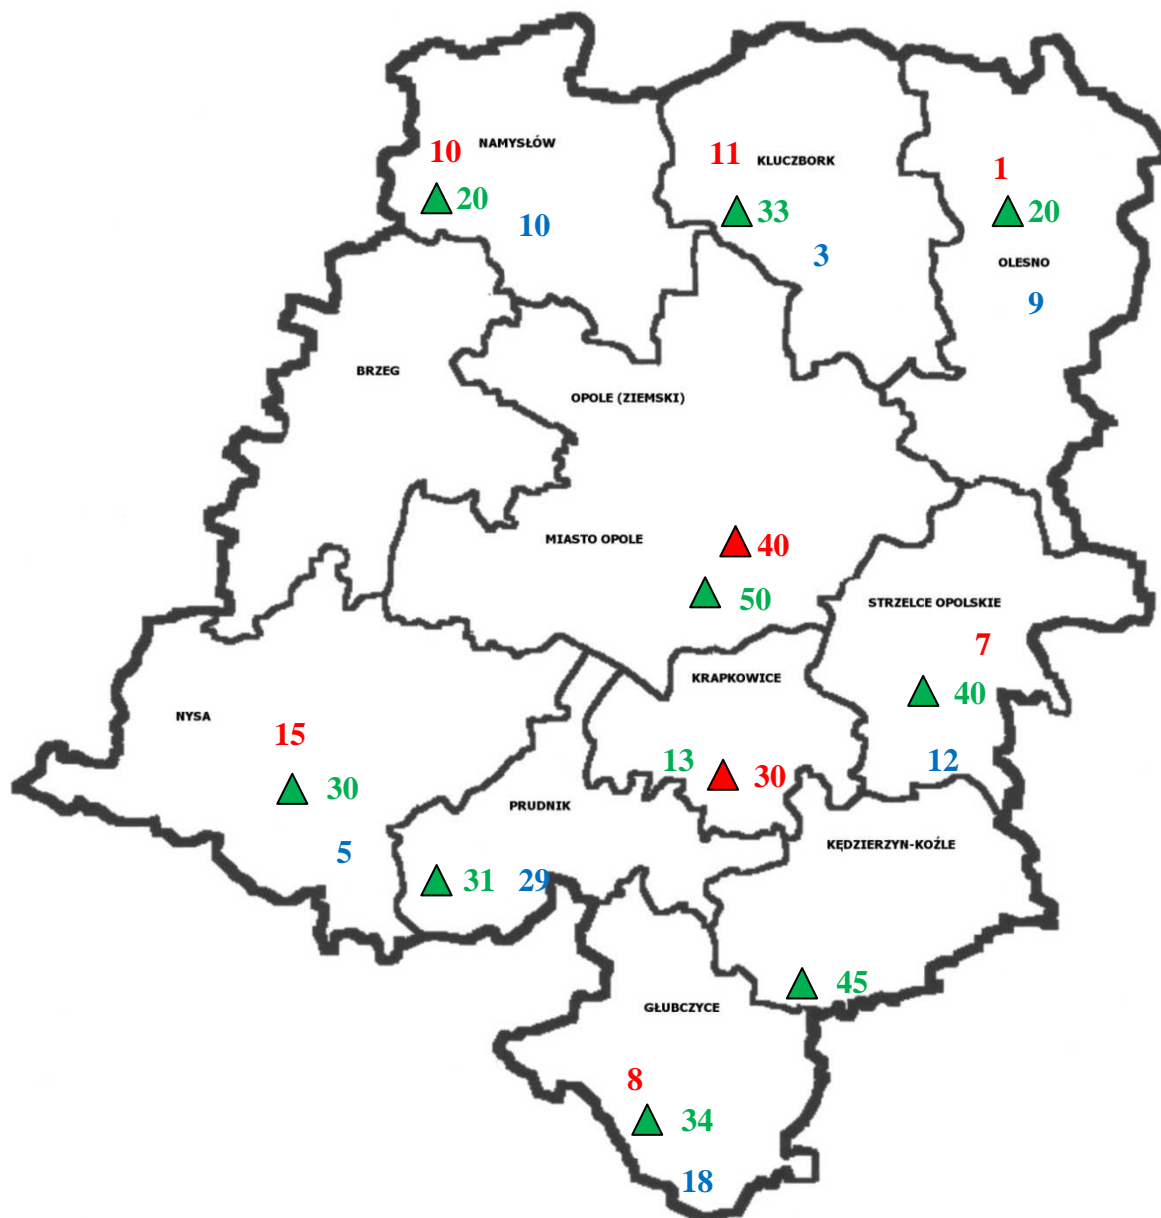 NAMYSŁÓW
10
20
10
11
KLUCZBORK
33
3
1
20
OLESNO
9
BRZEG
OPOLE (ZIEMSKI)
MIASTO OPOLE
40
50
STRZELCE OPOLSKIE
7
40
12
KRAPKOWICE
13
30
NYSA
15
30
5
PRUDNIK
31
29
KĘDZIERZYN-KOŹLE
45
GŁUBCZYCE
8
34
18